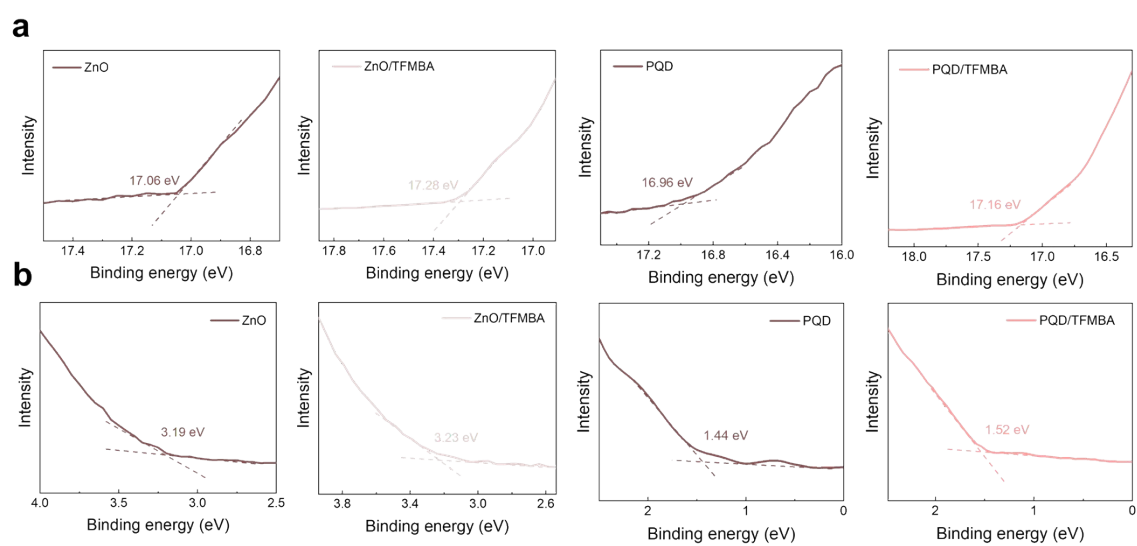 a
ZnO
ZnO/TFMBA
PQD
PQD/TFMBA
Intensity
Intensity
Intensity
Intensity
17.06 eV
17.28 eV
16.96 eV
17.16 eV
17.4 17.2 17.0 16.8
17.8 17.6 17.4 17.2 17.0
17.2 16.8 16.4 16.0
18.0 17.5 17.0 16.5
Binding energy (eV)
Binding energy (eV)
Binding energy (eV)
Binding energy (eV)
b
ZnO
ZnO/TFMBA
PQD
PQD/TFMBA
Intensity
Intensity
Intensity
Intensity
3.19 eV
3.23 eV
1.44 eV
1.52 eV
4.0 3.5 3.0 2.5
3.8 3.4 3.0 2.6
2 1 0
2 1 0
Binding energy (eV)
Binding energy (eV)
Binding energy (eV)
Binding energy (eV)